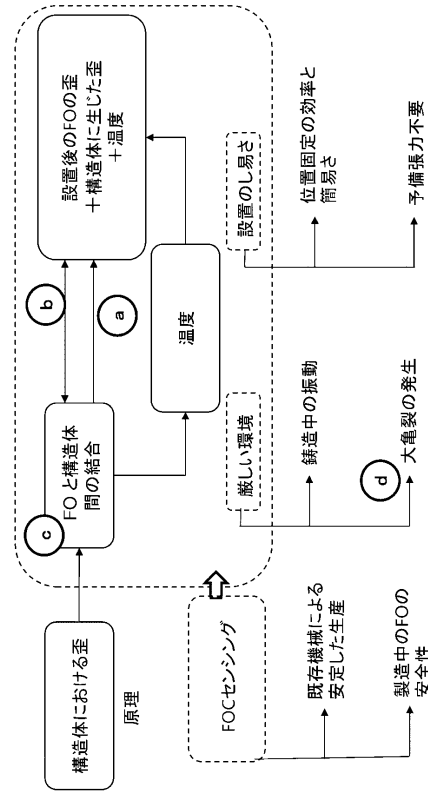 構造体における歪
原理
c
FOと構造体
間の結合
b
a
設置後のFOの歪
+構造体に生じた歪
+温度
温度
FOCセンシング
既存機械による
安定した生産
製造中のFOの
安全性
厳しい環境
鋳造中の振動
d
大亀裂の発生
設置のし易さ
位置固定の効率と
簡易さ
予備張力不要